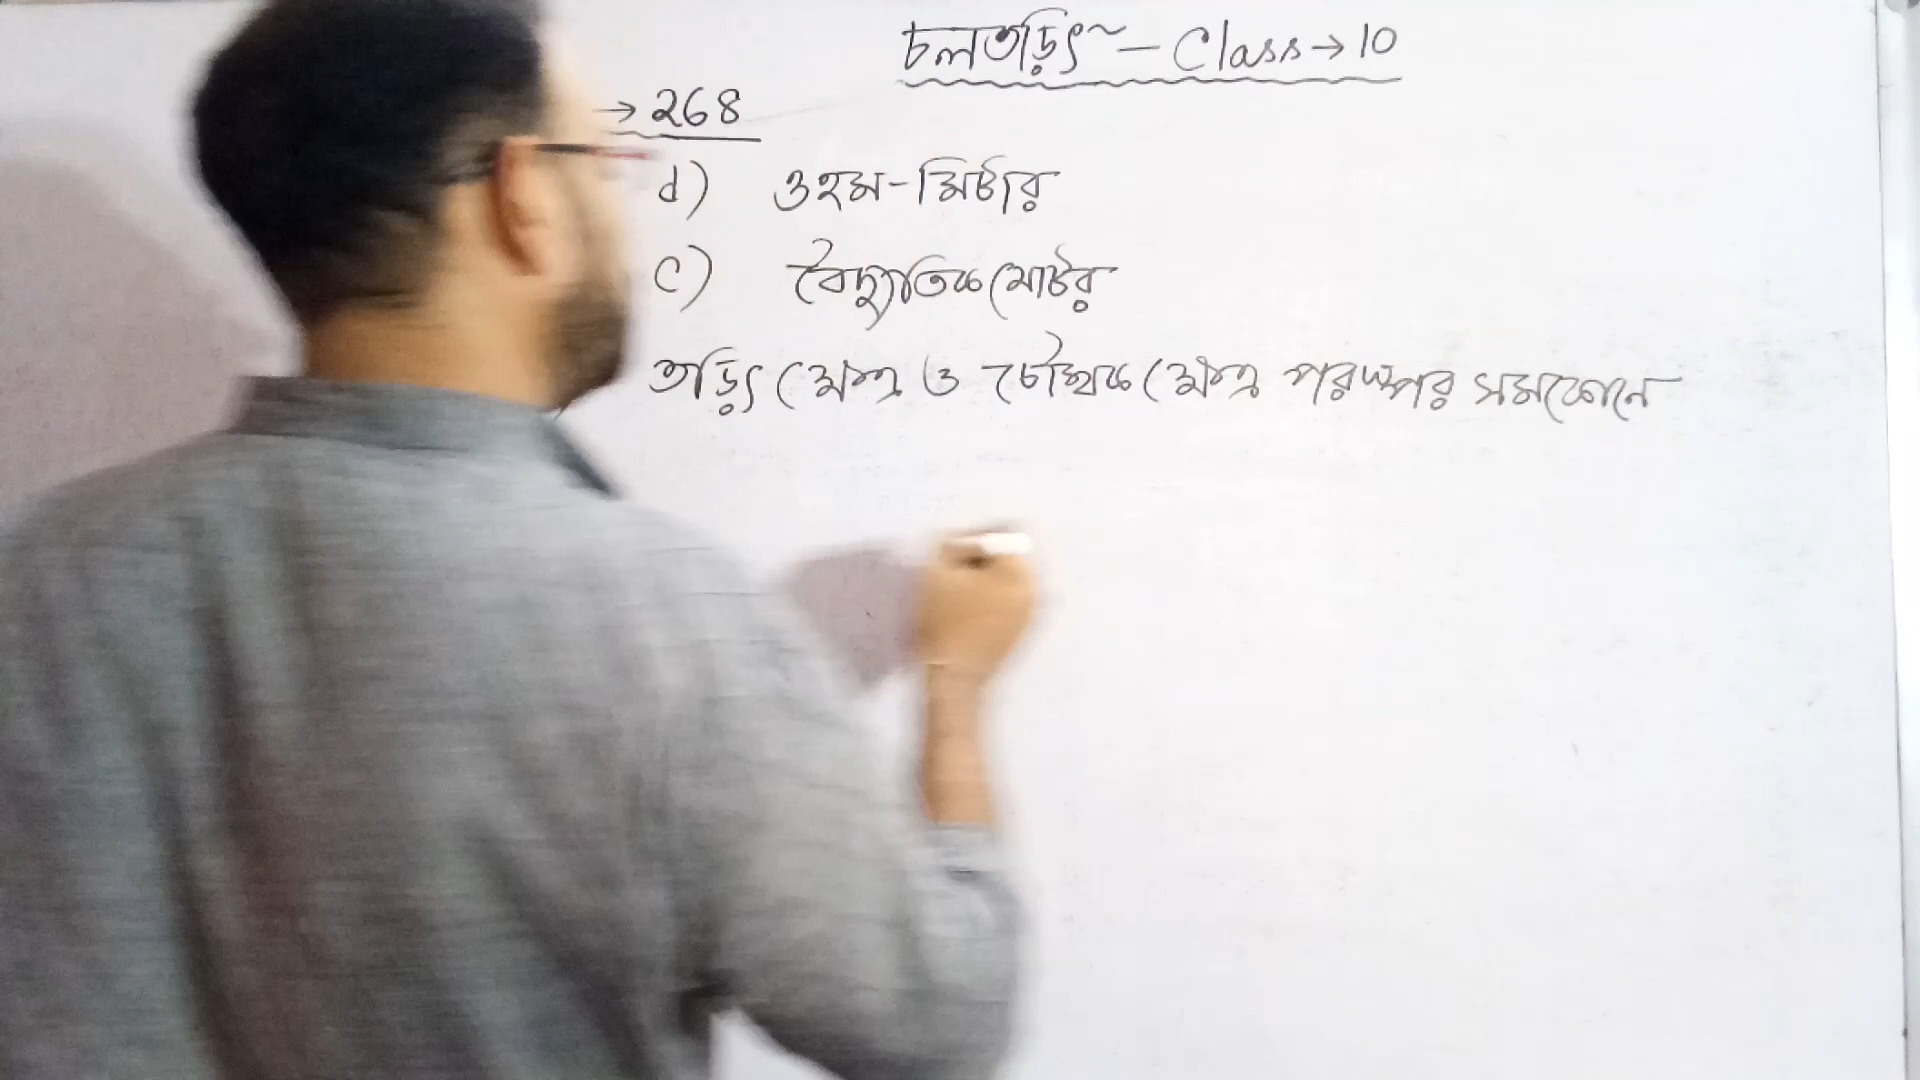 চলতড়িৎ — Class → 10
→ 268
d) ওহম-মিটার
c) বৈদ্যুতিক মোটর
তড়িৎ ক্ষেত্র ও চৌম্বক ক্ষেত্র পরস্পর সমকোনে